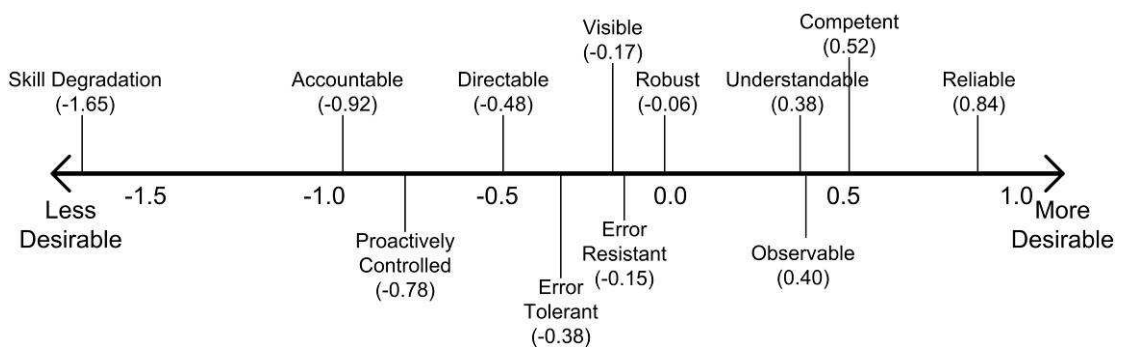 Visible
(-0.17)
Competent
(0.52)
Skill Degradation
(-1.65)
Accountable
(-0.92)
Directable
(-0.48)
Robust
(-0.06)
Understandable
(0.38)
Reliable
(0.84)
-1.5
-1.0
-0.5
0.0
0.5
1.0
Less
Desirable
More
Desirable
Proactively
Controlled
(-0.78)
Error
Tolerant
(-0.38)
Error
Resistant
(-0.15)
Observable
(0.40)